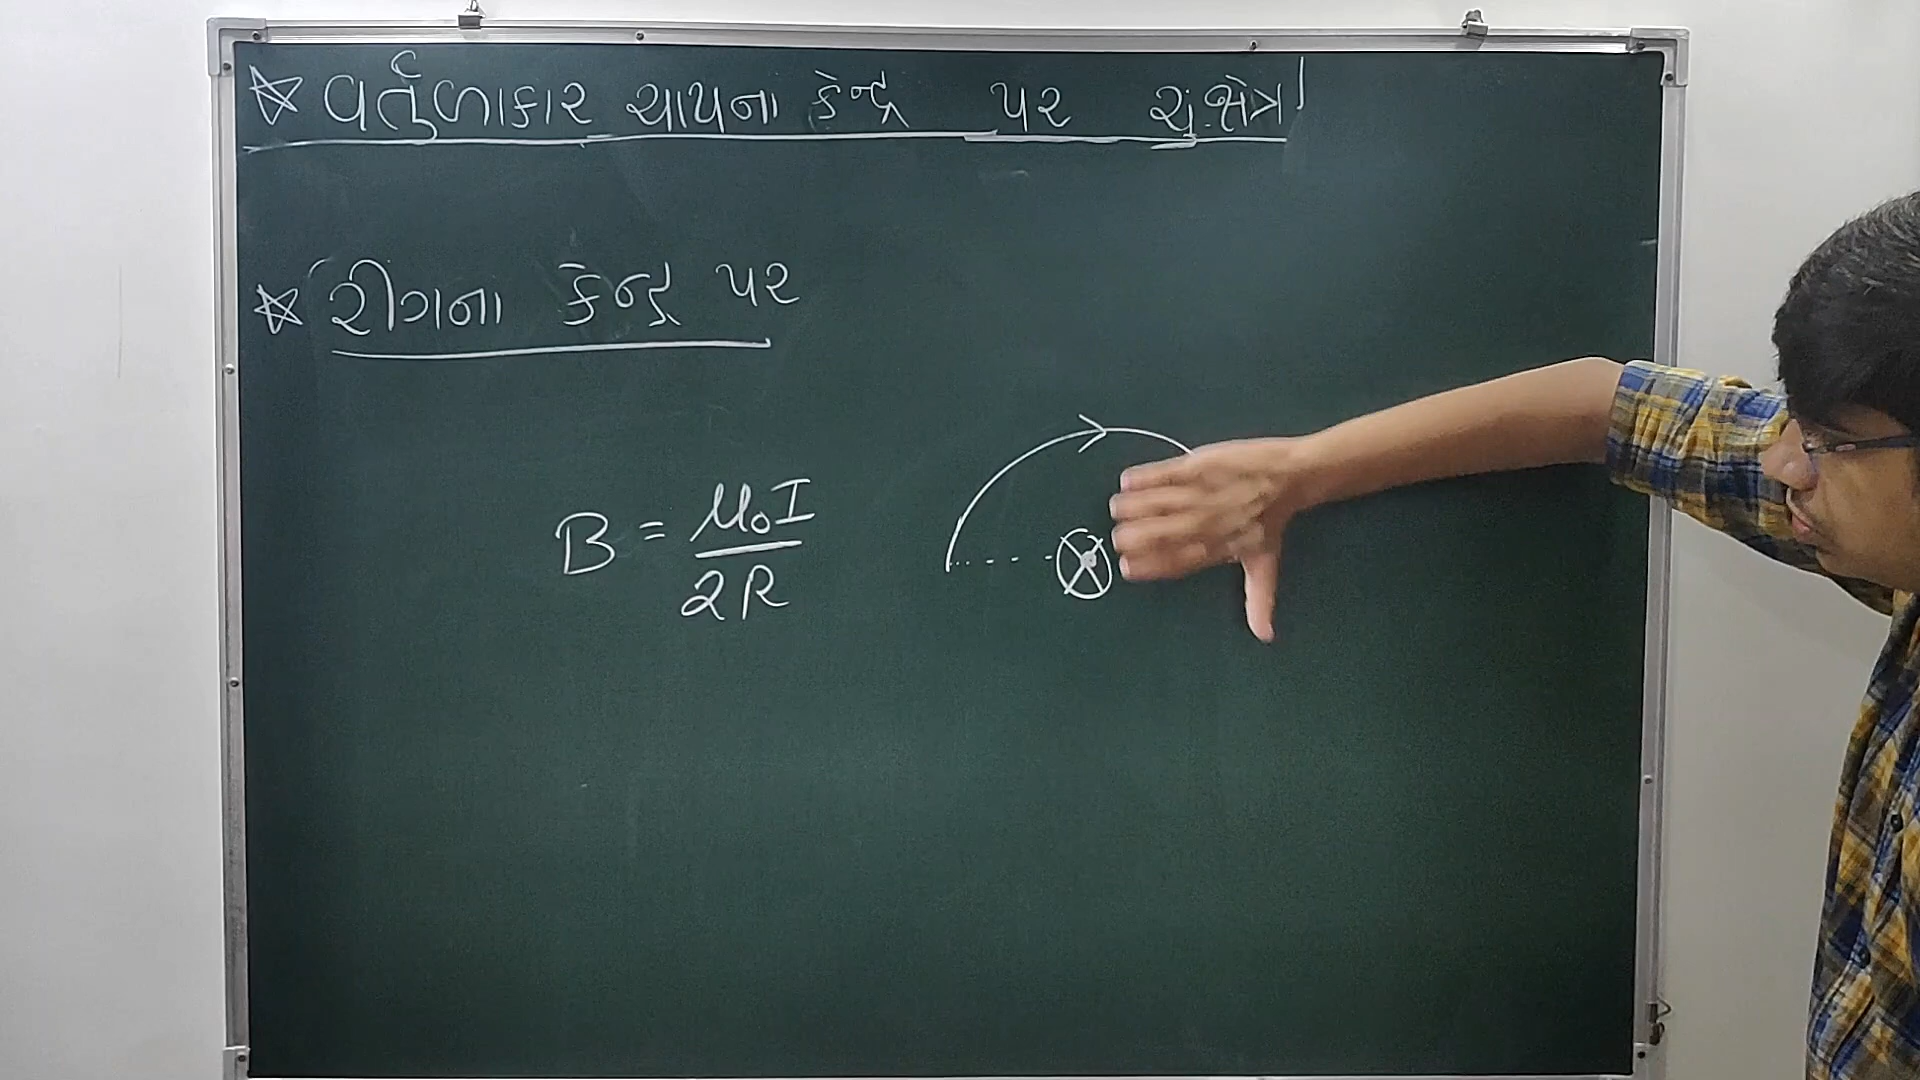 ☆ વર્તુળાકાર ચાપના કેન્દ્ર પર ચું.ક્ષેત્ર
☆ રીંગના કેન્દ્ર પર
B = μ₀I / 2R